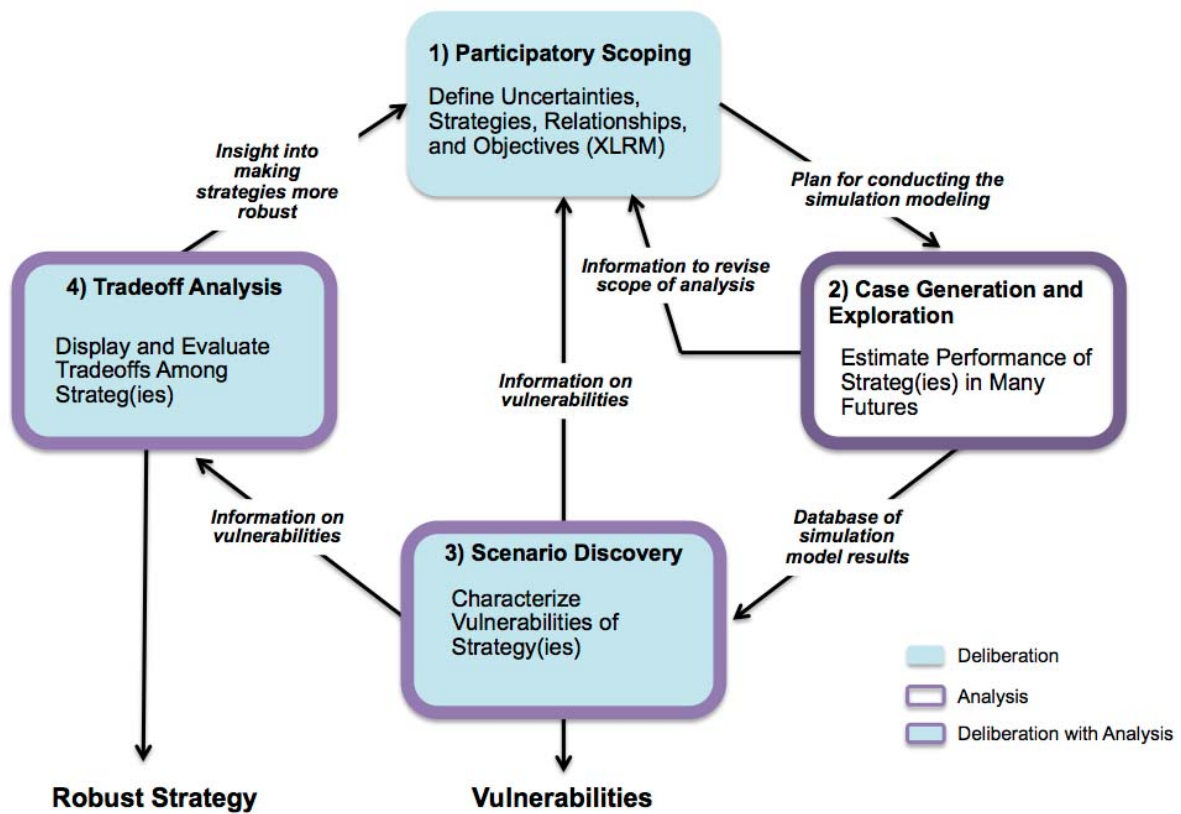 1) Participatory Scoping
Define Uncertainties,
Strategies, Relationships,
and Objectives (XLRM)
Insight into
making
strategies more
robust
Plan for conducting the
simulation modeling
4) Tradeoff Analysis
Display and Evaluate
Tradeoffs Among
Strateg(ies)
Information to revise
scope of analysis
2) Case Generation and
Exploration
Estimate Performance of
Strateg(ies) in Many
Futures
Information on
vulnerabilities
Information on
vulnerabilities
Database of
simulation
model results
3) Scenario Discovery
Characterize
Vulnerabilities of
Strategy(ies)
Deliberation
Analysis
Deliberation with Analysis
Robust Strategy
Vulnerabilities